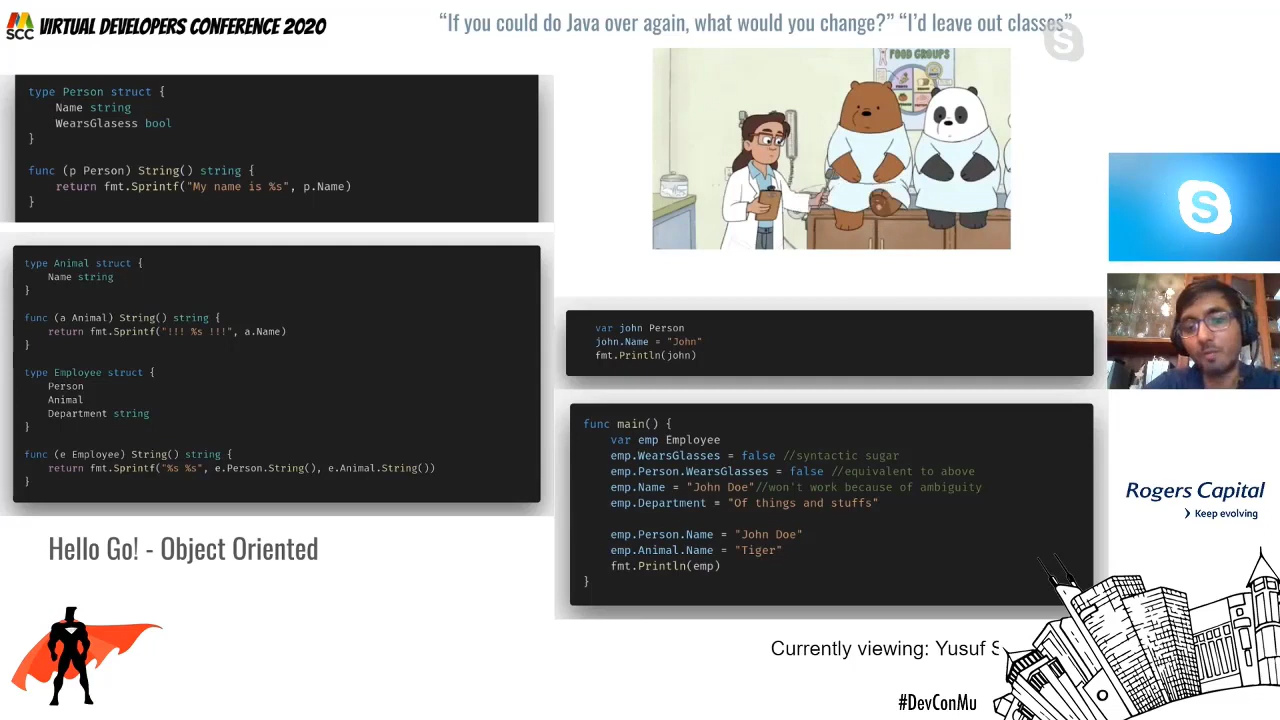 MSCC
VIRTUAL DEVELOPERS CONFERENCE 2020
“If you could do Java over again, what would you change?” “I’d leave out classes”
type Person struct {
Name string
WearsGlasess bool
}
func (p Person) String() string {
return fmt.Sprintf("My name is %s", p.Name)
}
type Animal struct {
Name string
}
func (a Animal) String() string {
return fmt.Sprintf("!!! %s !!!", a.Name)
}
type Employee struct {
Person
Animal
Department string
}
func (e Employee) String() string {
return fmt.Sprintf("%s %s", e.Person.String(), e.Animal.String())
}
Hello Go! - Object Oriented
FOOD GROUPS
var john Person
john.Name = "John"
fmt.Println(john)
func main() {
var emp Employee
emp.WearsGlasses = false //syntactic sugar
emp.Person.WearsGlasses = false //equivalent to above
emp.Name = "John Doe"//won't work because of ambiguity
emp.Department = "Of things and stuffs"
emp.Person.Name = "John Doe"
emp.Animal.Name = "Tiger"
fmt.Println(emp)
}
S
S
Rogers Capital
Keep evolving
Currently viewing: Yusuf S
#DevConMu